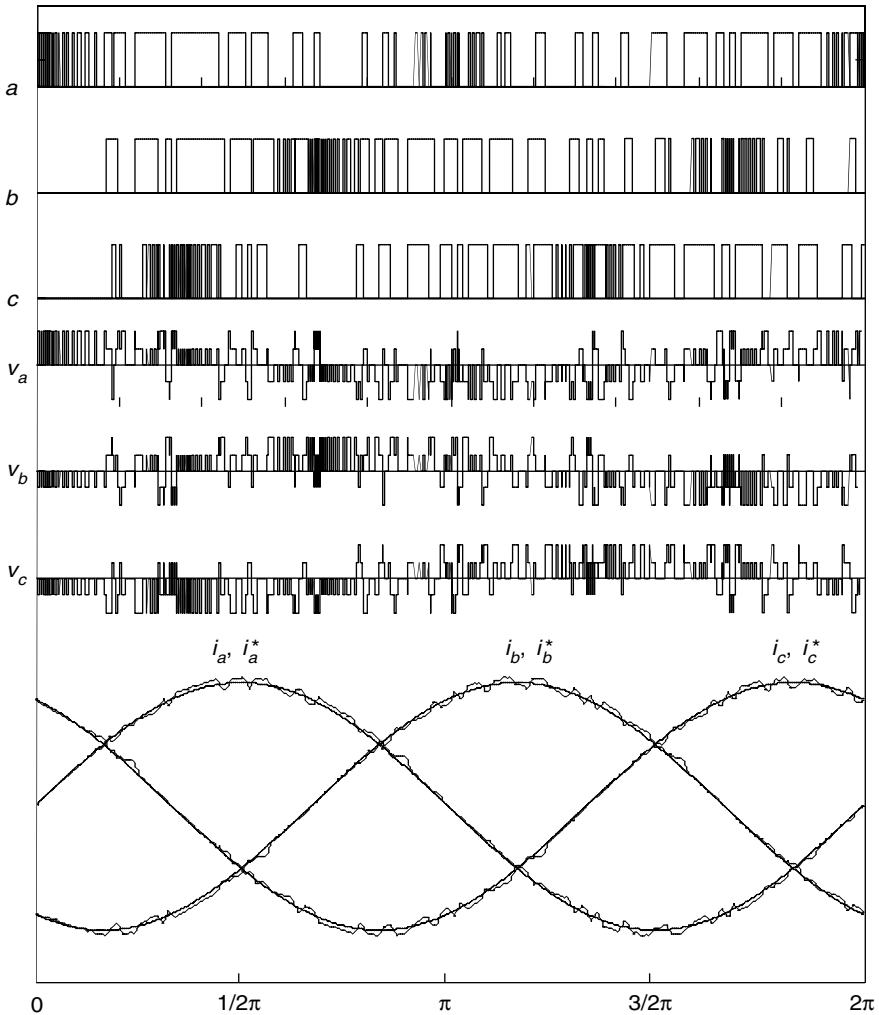 a
b
c
v_a
v_b
v_c
i_a, i_a^* i_b, i_b^* i_c, i_c^*
0 1/2π π 3/2π 2π